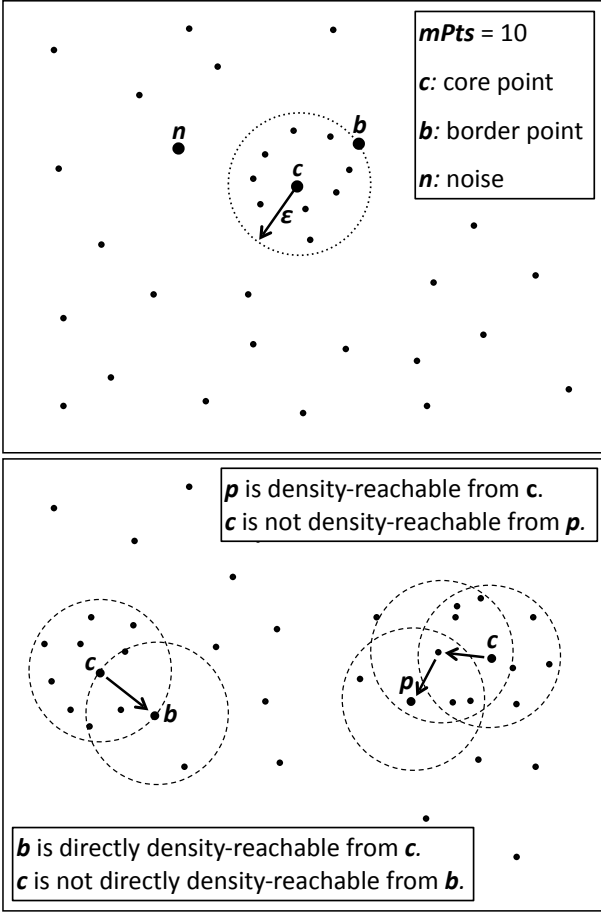 mPts = 10
c: core point
b: border point
n: noise
n
b
c
ε
p is density-reachable from c.
c is not density-reachable from p.
c
b
c
p
b is directly density-reachable from c.
c is not directly density-reachable from b.